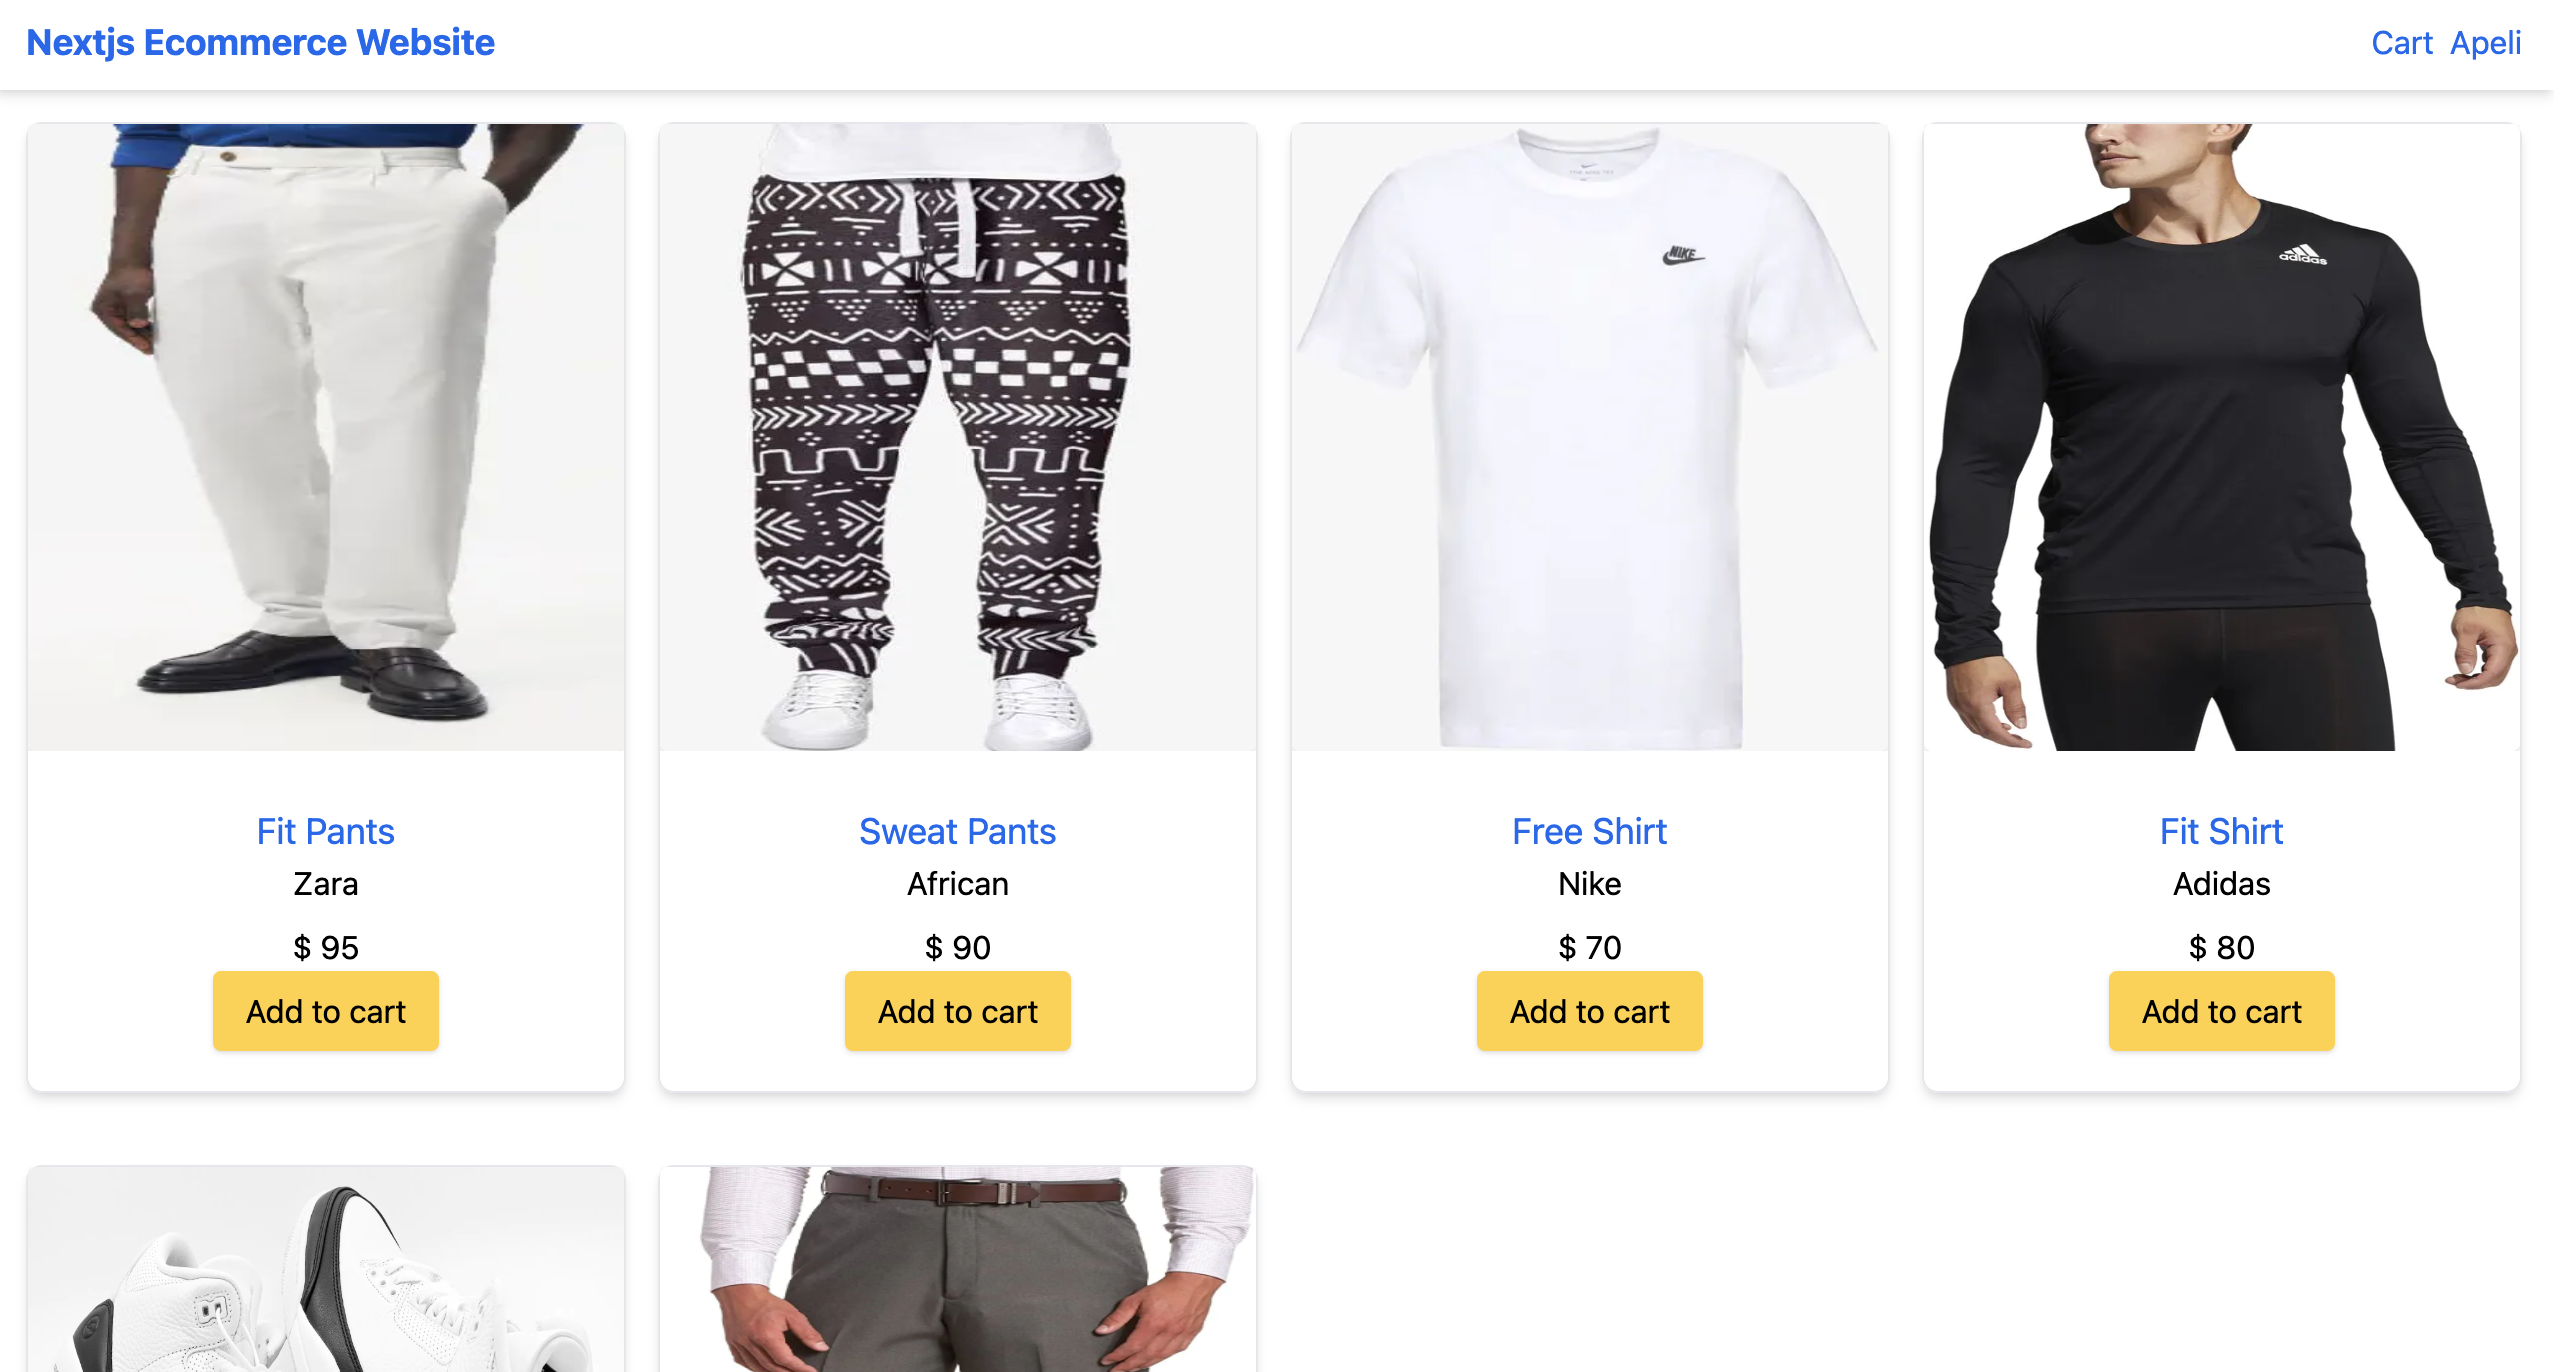 Nextjs Ecommerce Website
Cart Apeli
NIKE
adidas
Fit Pants
Zara
$ 95
Add to cart
Sweat Pants
African
$ 90
Add to cart
Free Shirt
Nike
$ 70
Add to cart
Fit Shirt
Adidas
$ 80
Add to cart